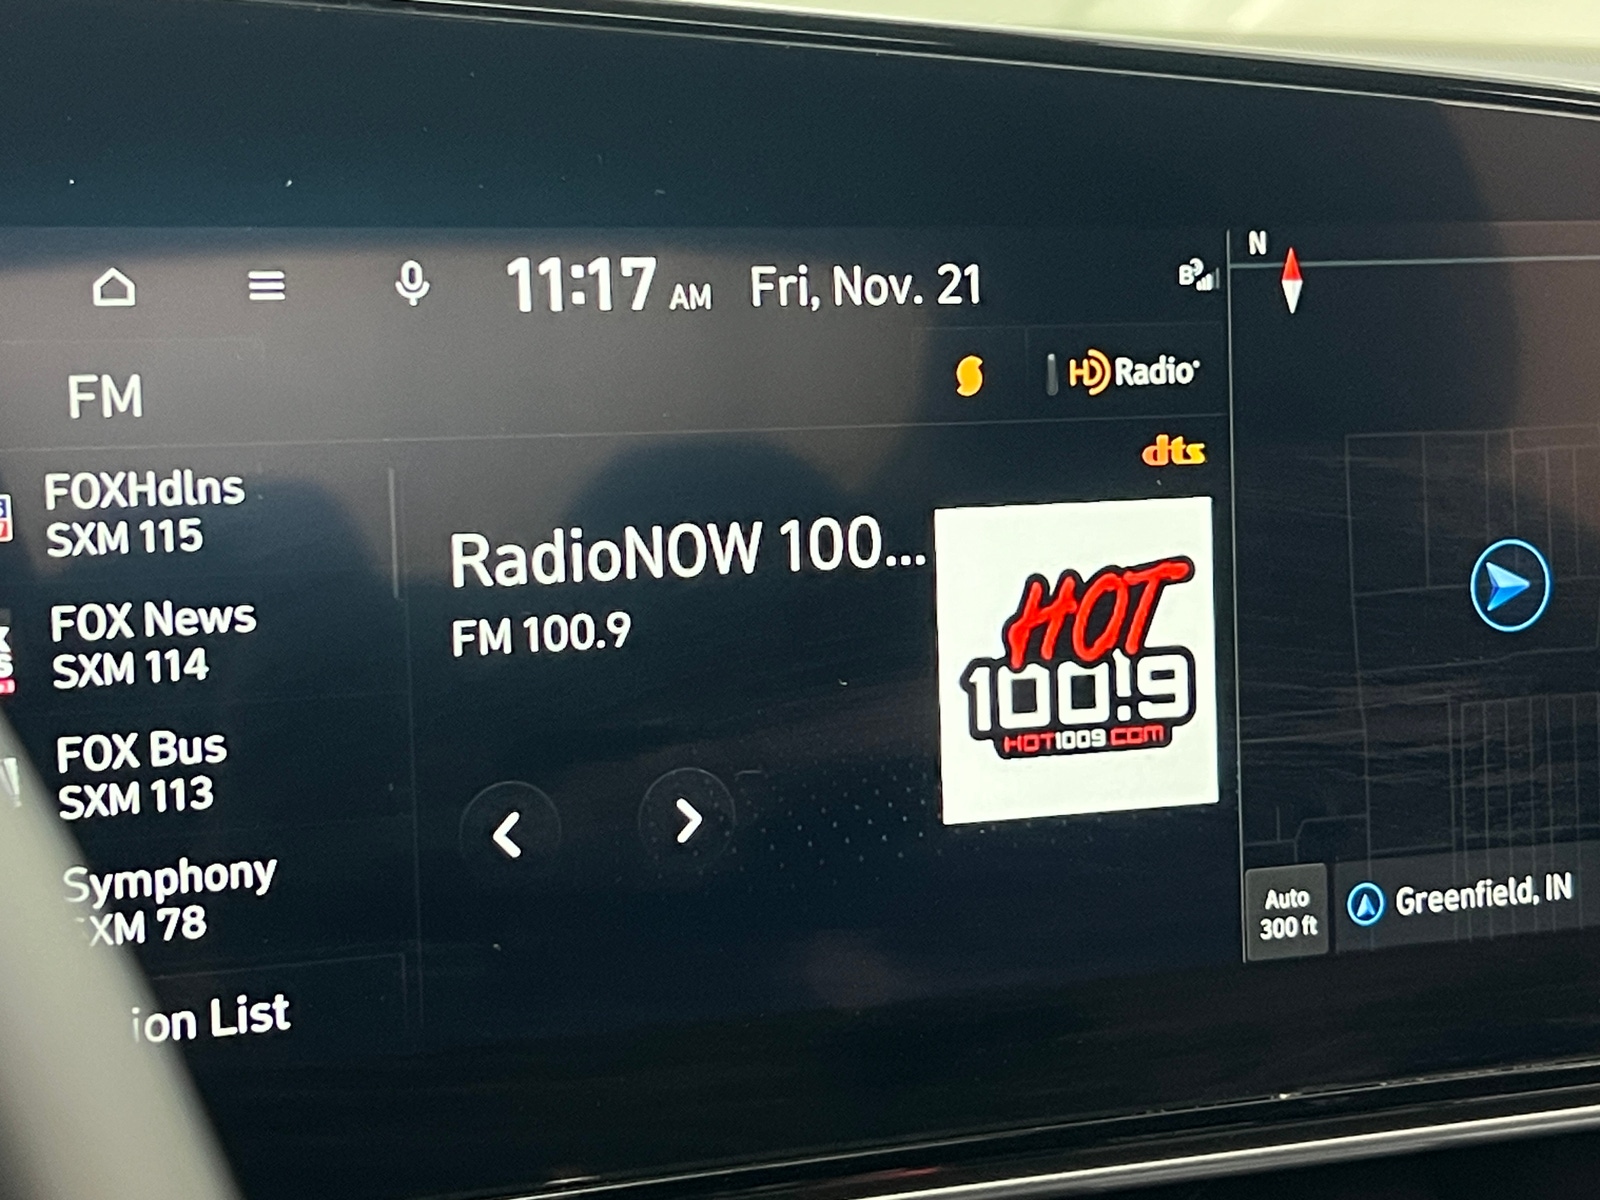 11:17 AM Fri, Nov. 21
N
FM
HD Radio
dts
FOXHdlns
SXM 115
FOX News
SXM 114
FOX Bus
SXM 113
Symphony
SXM 78
ion List
RadioNOW 100...
FM 100.9
HOT
100.9
HOT1009.COM
Auto
300 ft
Greenfield, IN